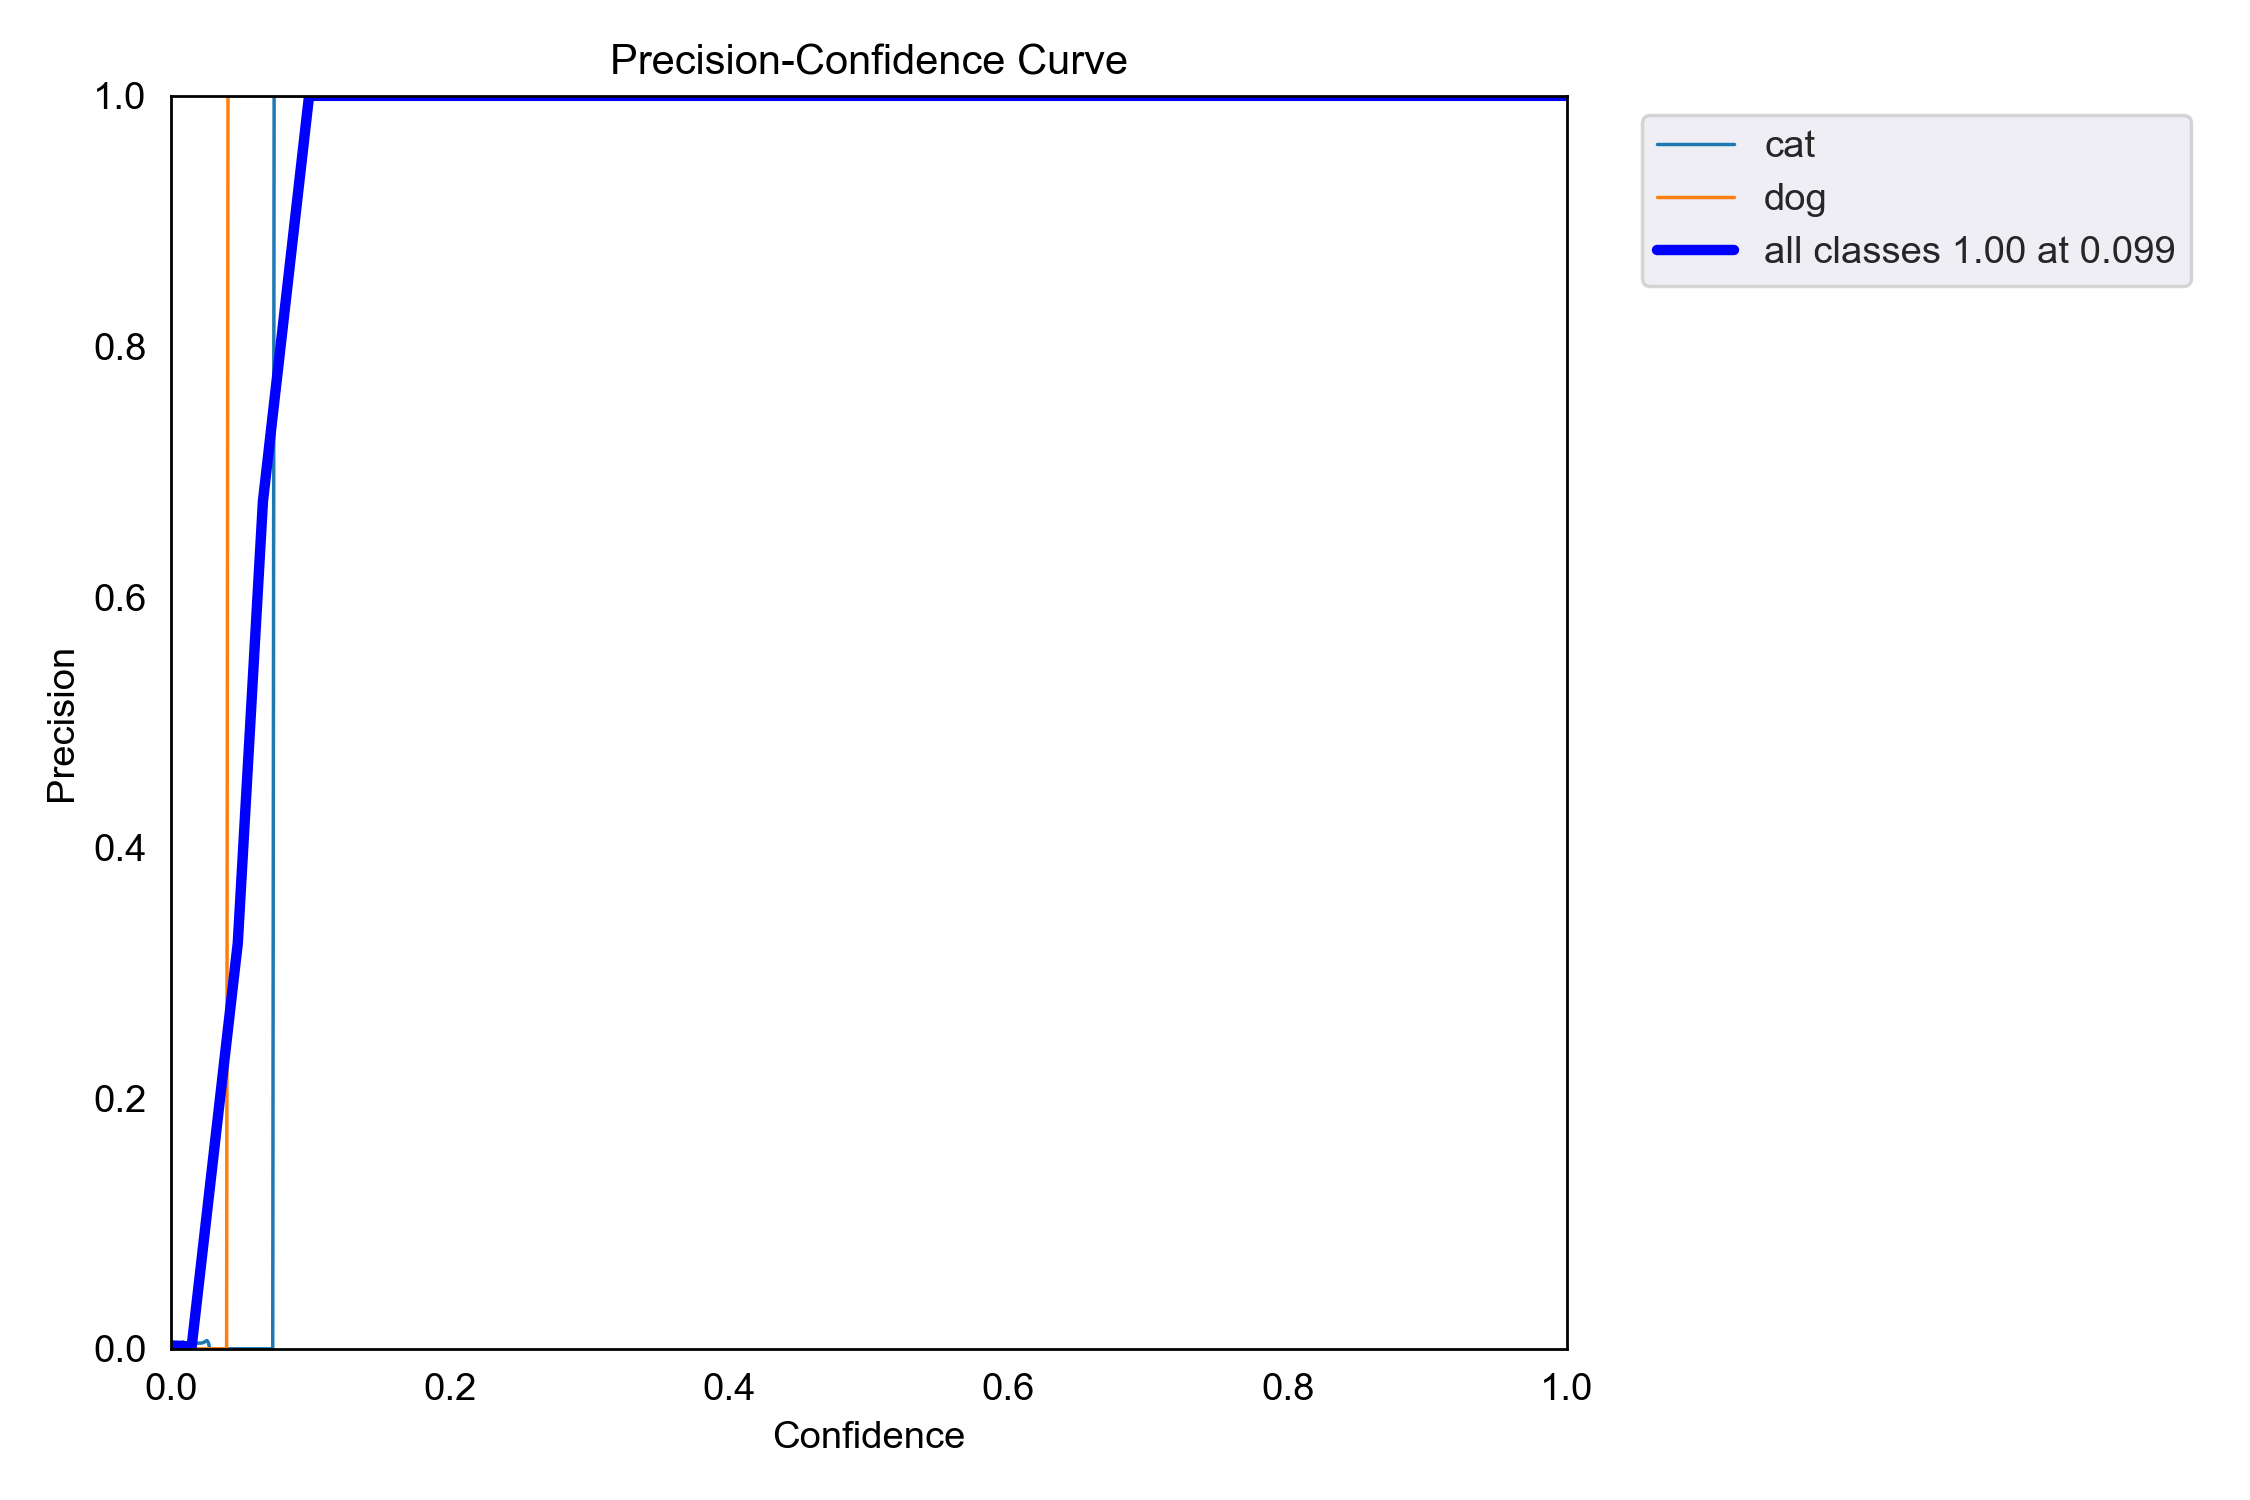 Precision-Confidence Curve
1.0
0.8
0.6
0.4
0.2
0.0
Precision
0.0 0.2 0.4 0.6 0.8 1.0
Confidence
cat
dog
all classes 1.00 at 0.099